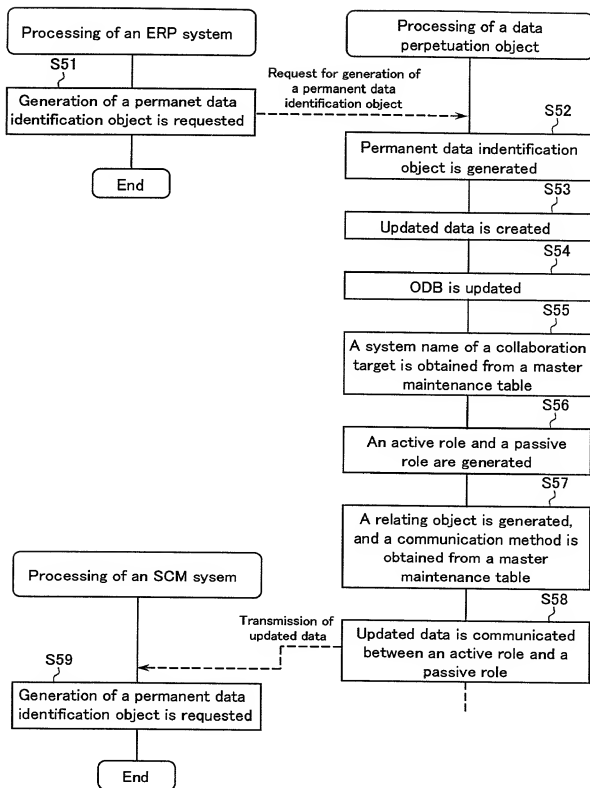 Processing of an ERP system
S51
Generation of a permanet data
identification object is requested
End
Request for generation of
a permanent data
identification object
Processing of a data
perpetuation object
S52
Permanent data indentification
object is generated
S53
Updated data is created
S54
ODB is updated
S55
A system name of a collaboration
target is obtained from a master
maintenance table
S56
An active role and a passive
role are generated
S57
A relating object is generated,
and a communication method is
obtained from a master
maintenance table
S58
Updated data is communicated
between an active role and a
passive role
Transmission of
updated data
Processing of an SCM sysem
S59
Generation of a permanent data
identification object is requested
End